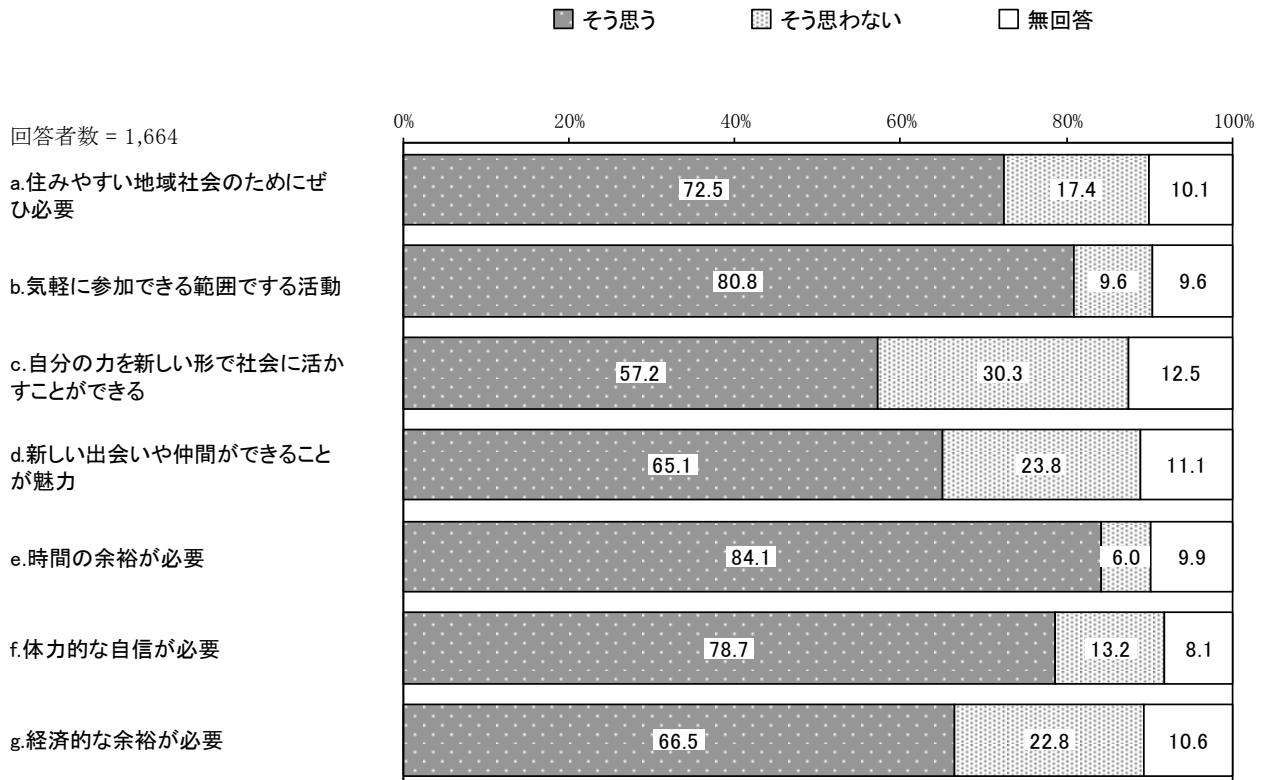 そう思う そう思わない 無回答
回答者数 = 1,664
0% 20% 40% 60% 80% 100%
a.住みやすい地域社会のためにぜ
ひ必要
72.5 17.4 10.1
b.気軽に参加できる範囲でする活動
80.8 9.6 9.6
c.自分の力を新しい形で社会に活か
すことができる
57.2 30.3 12.5
d.新しい出会いや仲間ができること
が魅力
65.1 23.8 11.1
e.時間の余裕が必要
84.1 6.0 9.9
f.体力的な自信が必要
78.7 13.2 8.1
g.経済的な余裕が必要
66.5 22.8 10.6